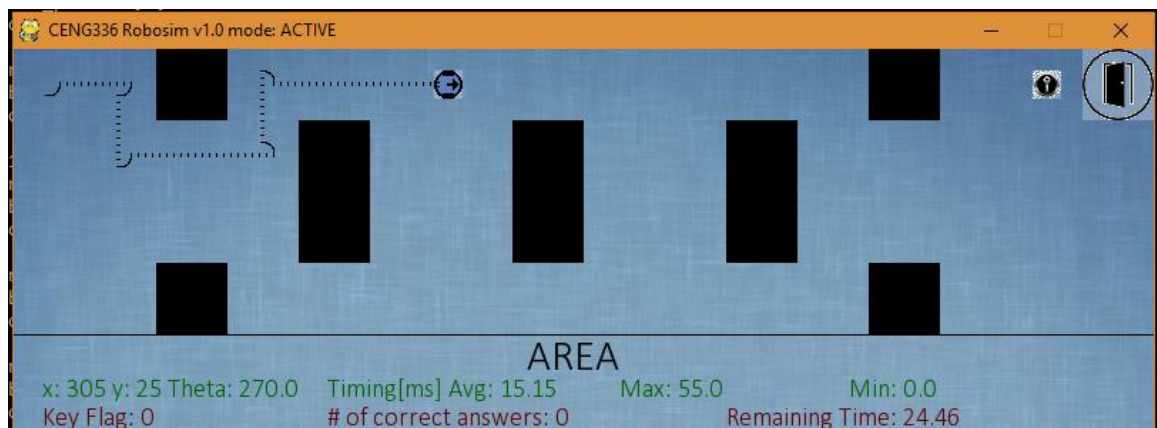 CENG336 Robosim v1.0 mode: ACTIVE
AREA
x: 305 y: 25 Theta: 270.0 Timing[ms] Avg: 15.15 Max: 55.0 Min: 0.0
Key Flag: 0 # of correct answers: 0 Remaining Time: 24.46